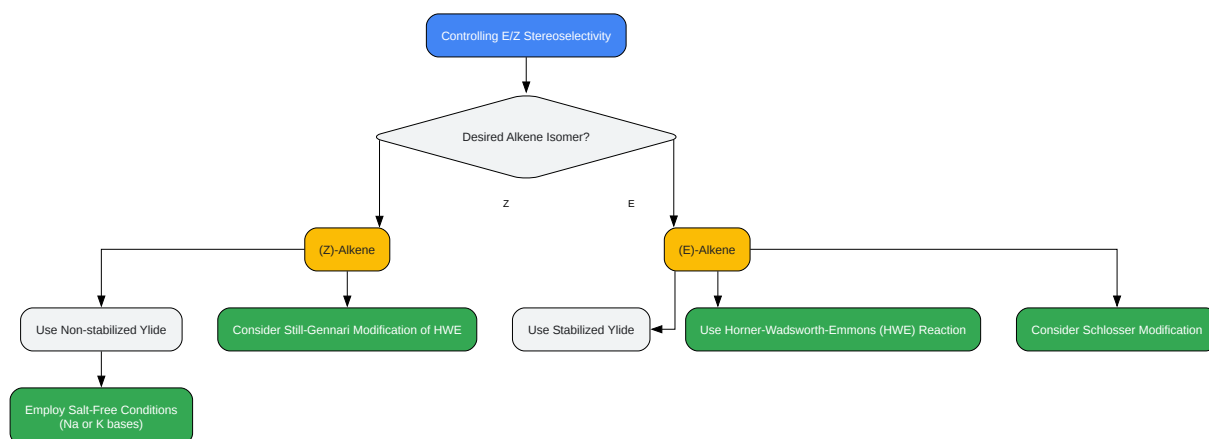 Controlling E/Z Stereoselectivity
Desired Alkene Isomer?
Z
E
(Z)-Alkene
(E)-Alkene
Use Non-stabilized Ylide
Consider Still-Gennari Modification of HWE
Use Stabilized Ylide
Use Horner-Wadsworth-Emmons (HWE) Reaction
Consider Schlosser Modification
Employ Salt-Free Conditions
(Na or K bases)